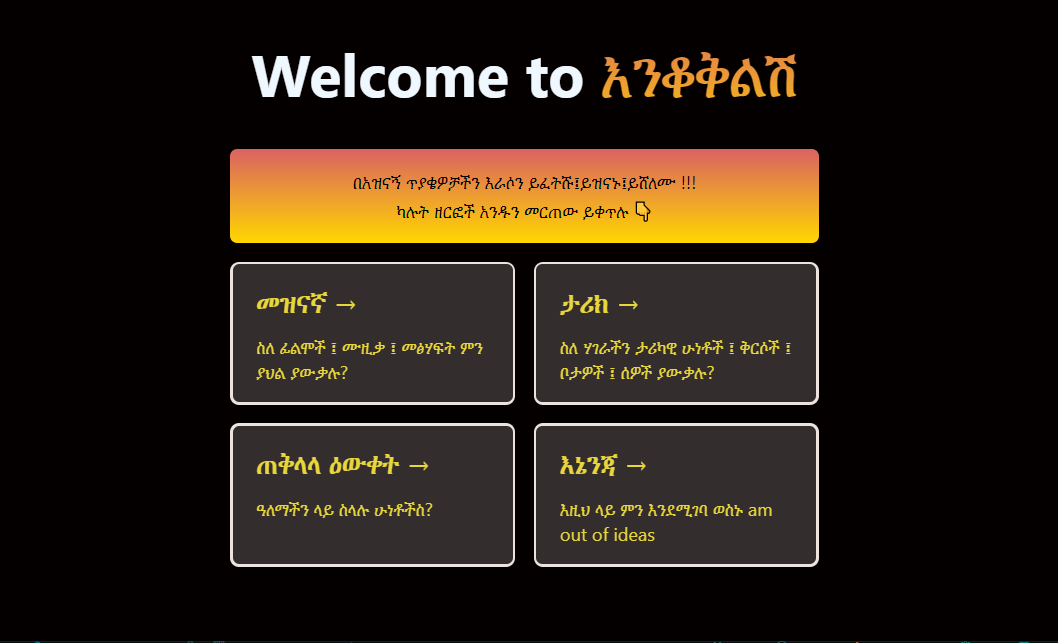 Welcome to እንቆቅልሽ
በአዝናኝ ጥያቄዎቻችን እራሶን ይፈትሹ፤ይዝናኑ፤ይሸለሙ !!!
ካሉት ዘርፎች አንዱን መርጠው ይቀጥሉ 👇
መዝናኛ →
ስለ ፊልሞች ፤ ሙዚቃ ፤ መፅሃፍት ምን
ያህል ያውቃሉ?
ታሪክ →
ስለ ሃገራችን ታሪካዊ ሁነቶች ፤ ቅርሶች ፤
ቦታዎች ፤ ሰዎች ያውቃሉ?
ጠቅላላ ዕውቀት →
ዓለማችን ላይ ስላሉ ሁነቶችስ?
እኔንጃ →
እዚህ ላይ ምን እንደሚገባ ወስኑ am
out of ideas